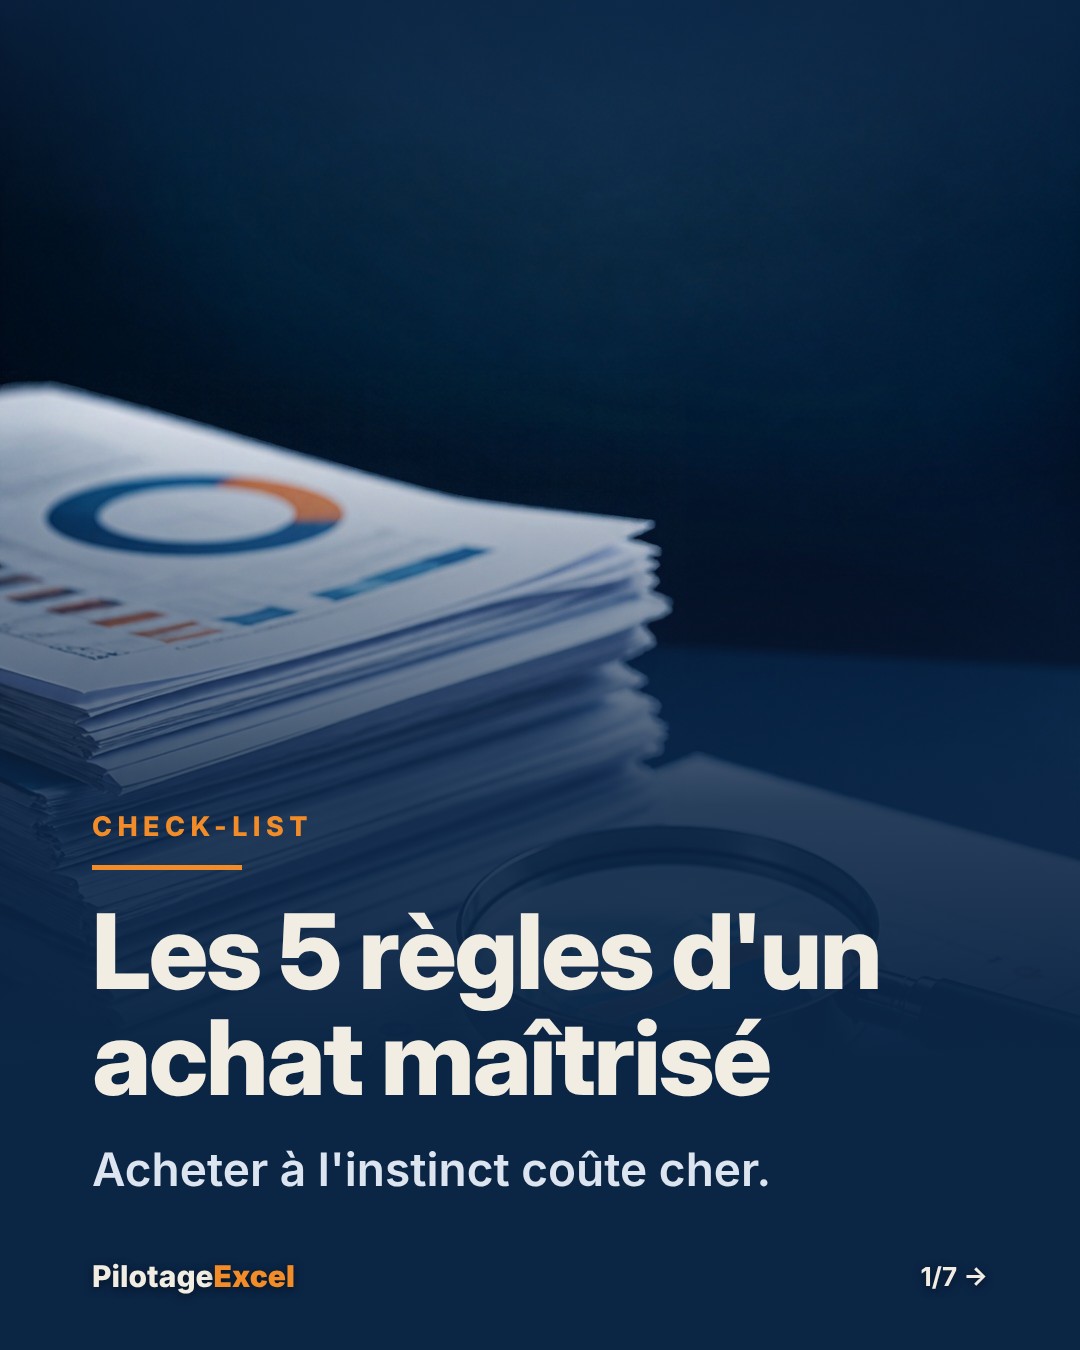 CHECK-LIST
Les 5 règles d'un
achat maîtrisé
Acheter à l'instinct coûte cher.
PilotageExcel
1/7 →